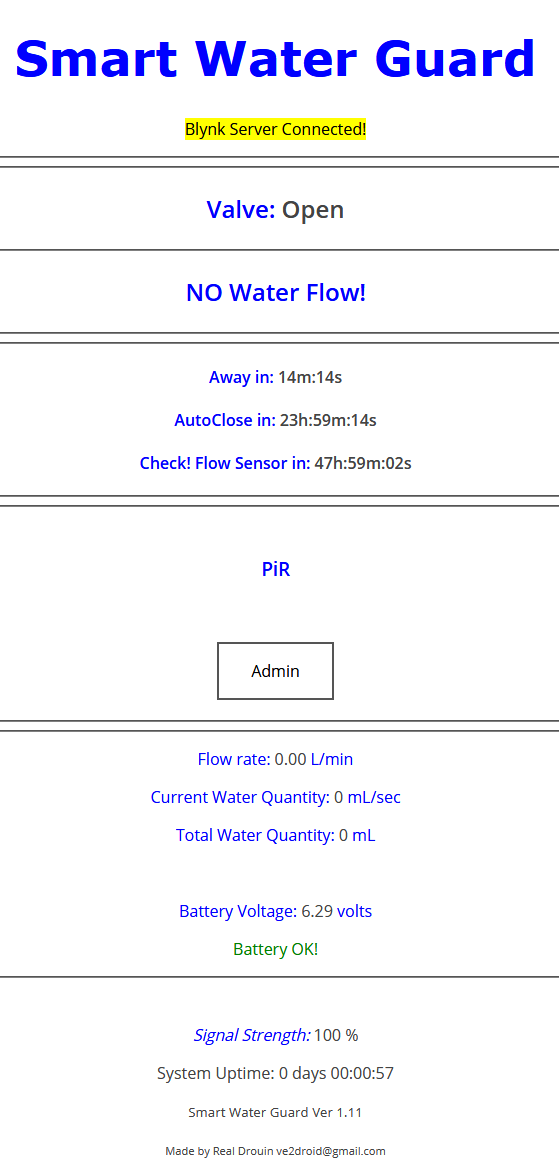 Smart Water Guard
Blynk Server Connected!
Valve: Open
NO Water Flow!
Away in: 14m:14s
AutoClose in: 23h:59m:14s
Check! Flow Sensor in: 47h:59m:02s
PiR
Admin
Flow rate: 0.00 L/min
Current Water Quantity: 0 mL/sec
Total Water Quantity: 0 mL
Battery Voltage: 6.29 volts
Battery OK!
Signal Strength: 100 %
System Uptime: 0 days 00:00:57
Smart Water Guard Ver 1.11
Made by Real Drouin ve2droid@gmail.com